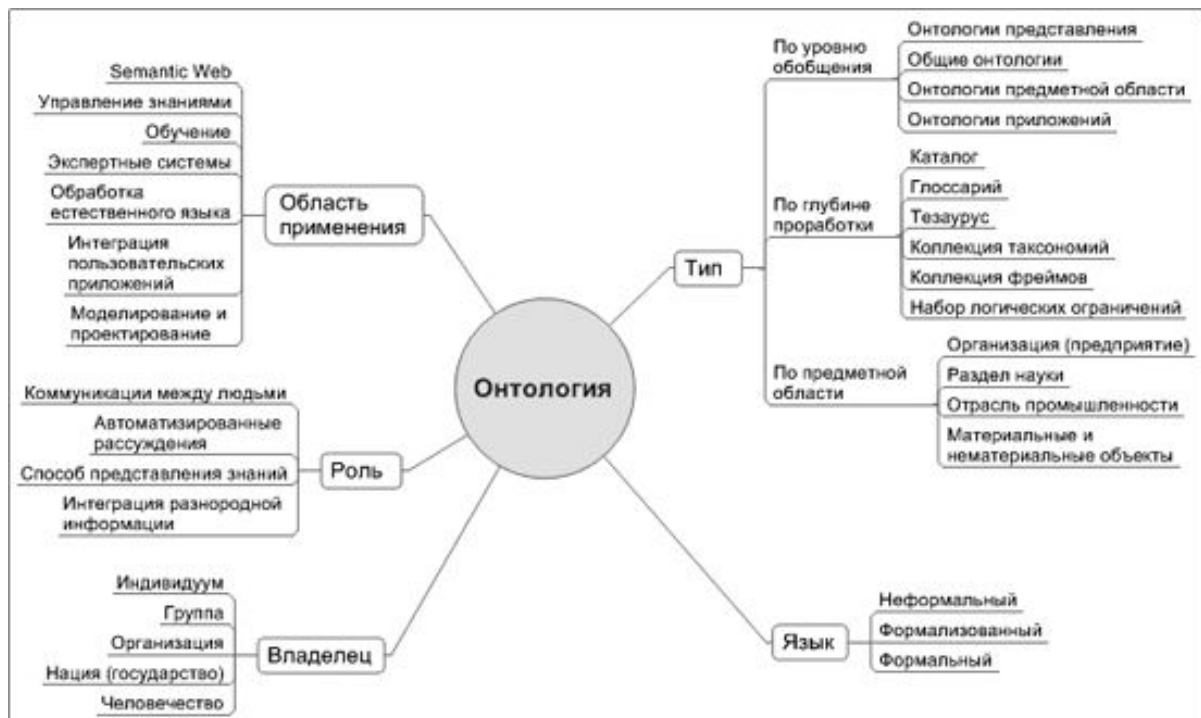 Semantic Web
Управление знаниями
Обучение
Экспертные системы
Обработка
естественного языка
Интеграция
пользовательских
приложений
Моделирование и
проектирование
Область
применения
Коммуникации между людьми
Автоматизированные
рассуждения
Способ представления знаний
Интеграция разнородной
информации
Роль
Индивидуум
Группа
Организация
Нация (государство)
Человечество
Владелец
Онтология
Тип
По уровню
обобщения
Онтологии представления
Общие онтологии
Онтологии предметной области
Онтологии приложений
По глубине
проработки
Каталог
Глоссарий
Тезаурус
Коллекция таксономий
Коллекция фреймов
Набор логических ограничений
По предметной
области
Организация (предприятие)
Раздел науки
Отрасль промышленности
Материальные и
нематериальные объекты
Язык
Неформальный
Формализованный
Формальный